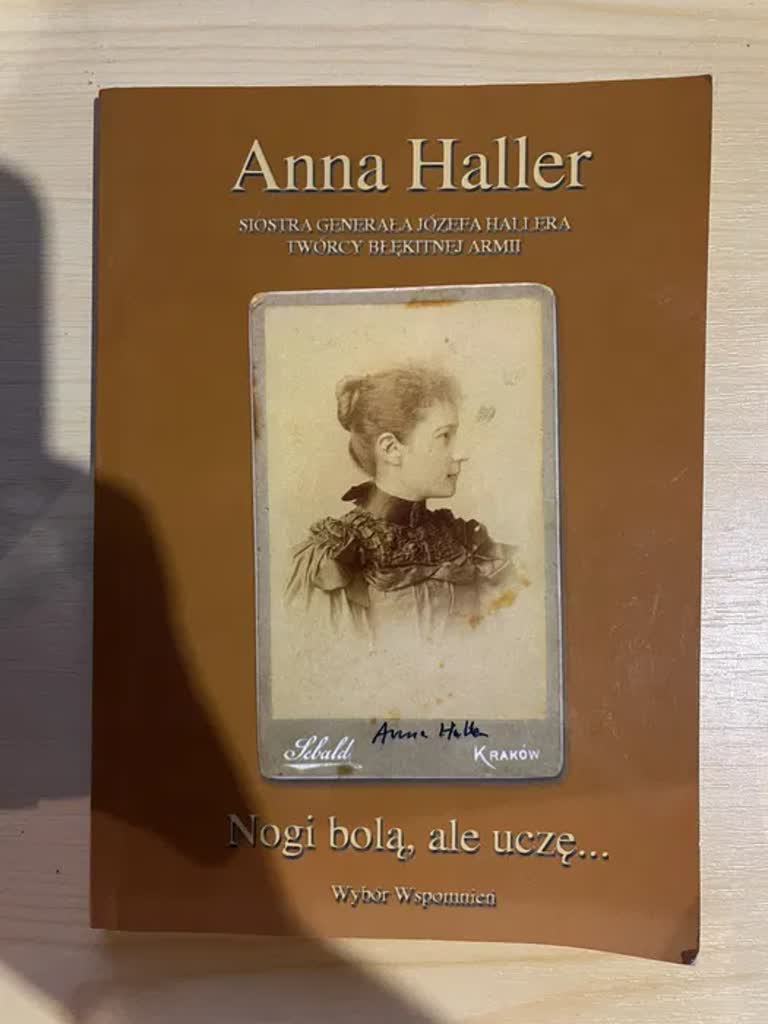 Anna Haller
SIOSTRA GENERAŁA JÓZEFA HALLERA
TWÓRCY BŁĘKITNEJ ARMII
Anna Haller
Sebald
KRAKÓW
Nogi bolą, ale uczę...
Wybór Wspomnień